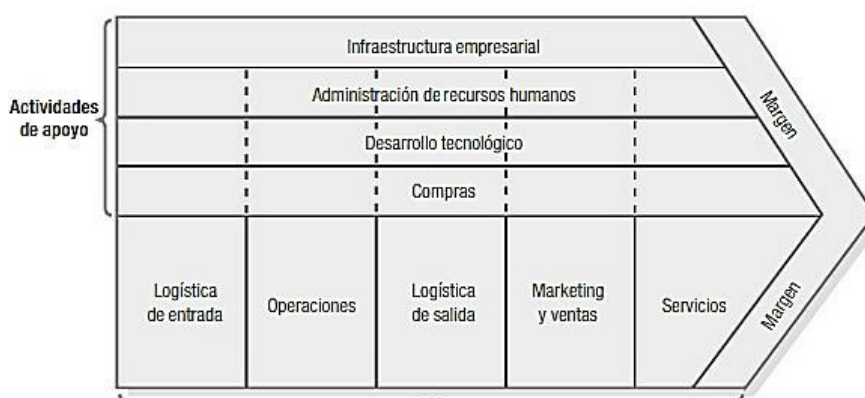 Infraestructura empresarial
Actividades
de apoyo
Administración de recursos humanos
Desarrollo tecnológico
Compras
Margen
Logística
de entrada
Operaciones
Logística
de salida
Marketing
y ventas
Servicios
Margen